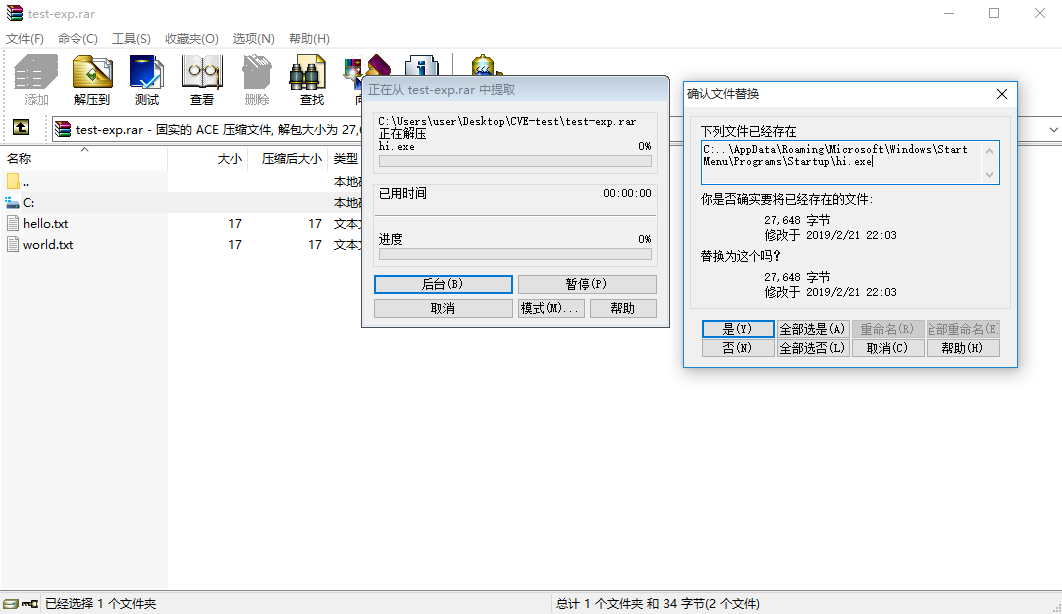 test-exp.rar
文件(F) 命令(C) 工具(S) 收藏夹(O) 选项(N) 帮助(H)
添加 解压到 测试 查看 删除 查找
test-exp.rar - 固实的 ACE 压缩文件, 解包大小为 27,
名称 大小 压缩后大小 类型
.. 本地
C: 本地
hello.txt 17 17 文本
world.txt 17 17 文本
正在从 test-exp.rar 中提取
C:\Users\user\Desktop\CVE-test\test-exp.rar
正在解压
hi.exe 0%
已用时间 00:00:00
进度 0%
后台(B) 暂停(P)
取消 模式(M)... 帮助
确认文件替换
下列文件已经存在
C:..\AppData\Roaming\Microsoft\Windows\Start
Menu\Programs\Startup\hi.exe
你是否确实要将已经存在的文件:
27,648 字节
修改于 2019/2/21 22:03
替换为这个吗?
27,648 字节
修改于 2019/2/21 22:03
是(Y) 全部选是(A) 重命名(R) 全部重命名(E)
否(N) 全部选否(L) 取消(C) 帮助(H)
已经选择 1 个文件夹
总计 1 个文件夹 和 34 字节(2 个文件)